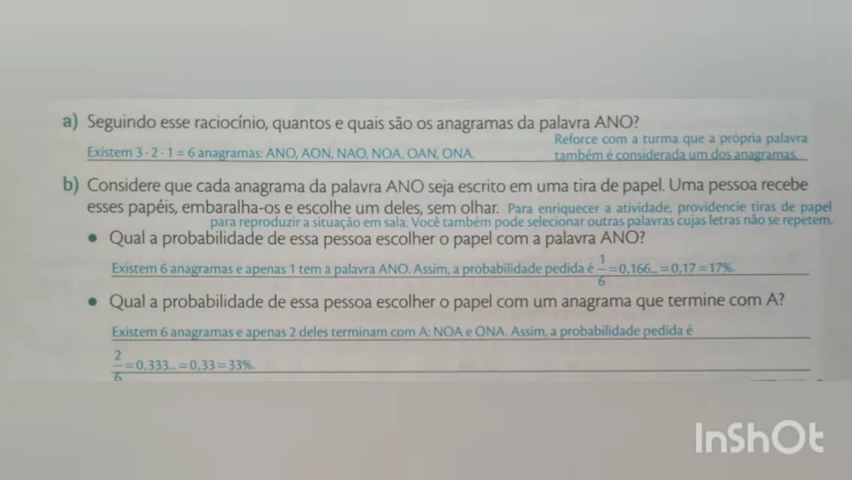 a) Seguindo esse raciocínio, quantos e quais são os anagramas da palavra ANO?
Existem 3 · 2 · 1 = 6 anagramas: ANO, AON, NAO, NOA, OAN, ONA.
Reforce com a turma que a própria palavra
também é considerada um dos anagramas.
b) Considere que cada anagrama da palavra ANO seja escrito em uma tira de papel. Uma pessoa recebe
esses papéis, embaralha-os e escolhe um deles, sem olhar. Para enriquecer a atividade, providencie tiras de papel
para reproduzir a situação em sala. Você também pode selecionar outras palavras cujas letras não se repetem.
• Qual a probabilidade de essa pessoa escolher o papel com a palavra ANO?
Existem 6 anagramas e apenas 1 tem a palavra ANO. Assim, a probabilidade pedida é 1/6 = 0,166... = 0,17 = 17%.
• Qual a probabilidade de essa pessoa escolher o papel com um anagrama que termine com A?
Existem 6 anagramas e apenas 2 deles terminam com A: NOA e ONA. Assim, a probabilidade pedida é
2/6 = 0,333... = 0,33 = 33%.
InShOt